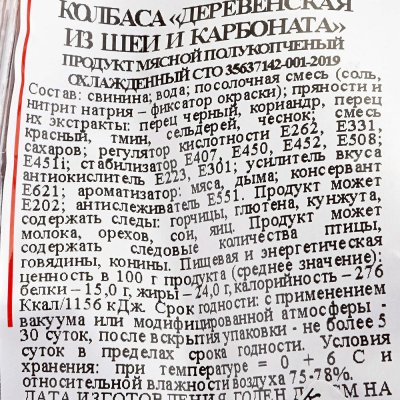 КОЛБАСА «ДЕРЕВЕНСКАЯ
ИЗ ШЕИ И КАРБОНАТА»
ПРОДУКТ МЯСНОЙ ПОЛУКОПЧЕНЫЙ
ОХЛАЖДЕННЫЙ СТО 35637142-001-2019
Состав: свинина; вода; посолочная смесь (соль,
нитрит натрия – фиксатор окраски); пряности и
их экстракты: перец черный, кориандр, перец
красный, тмин, сельдерей, чеснок; смесь
сахаров; регулятор кислотности Е262, Е331,
Е451i; стабилизатор Е407, Е450, Е452, Е508;
антиокислитель Е223, Е301; усилитель вкуса
Е621; ароматизатор: мяса, дыма; консервант
Е202; антислеживатель Е551. Продукт может
содержать следы: горчицы, глютена, кунжута,
молока, орехов, сои, яиц. Продукт может
содержать следовые количества птицы,
говядины, конины. Пищевая и энергетическая
ценность в 100 г продукта (среднее значение):
белки – 15,0 г, жиры – 24,0 г, калорийность – 276
Ккал/1156 кДж. Срок годности: с применением
вакуума или модифицированной атмосферы -
30 суток, после вскрытия упаковки - не более 5
суток в пределах срока годности. Условия
хранения: при температуре = 0 + 6 С и
относительной влажности воздуха 75-78%.
ДАТА ИЗГОТОВЛЕНИЯ